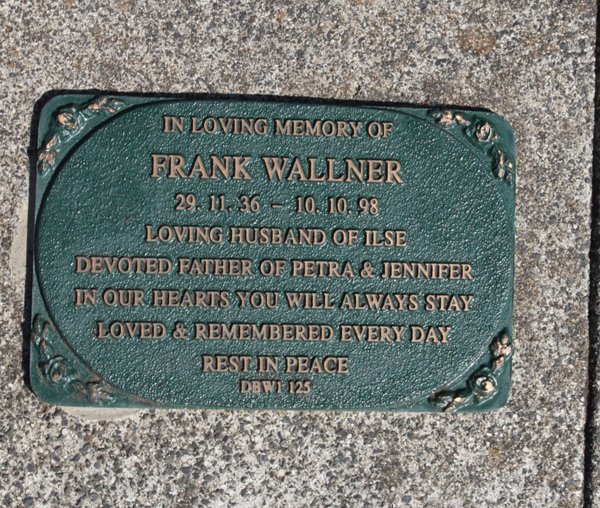 IN LOVING MEMORY OF
FRANK WALLNER
29. 11. 36 – 10. 10. 98
LOVING HUSBAND OF ILSE
DEVOTED FATHER OF PETRA & JENNIFER
IN OUR HEARTS YOU WILL ALWAYS STAY
LOVED & REMEMBERED EVERY DAY
REST IN PEACE
DBW1 125